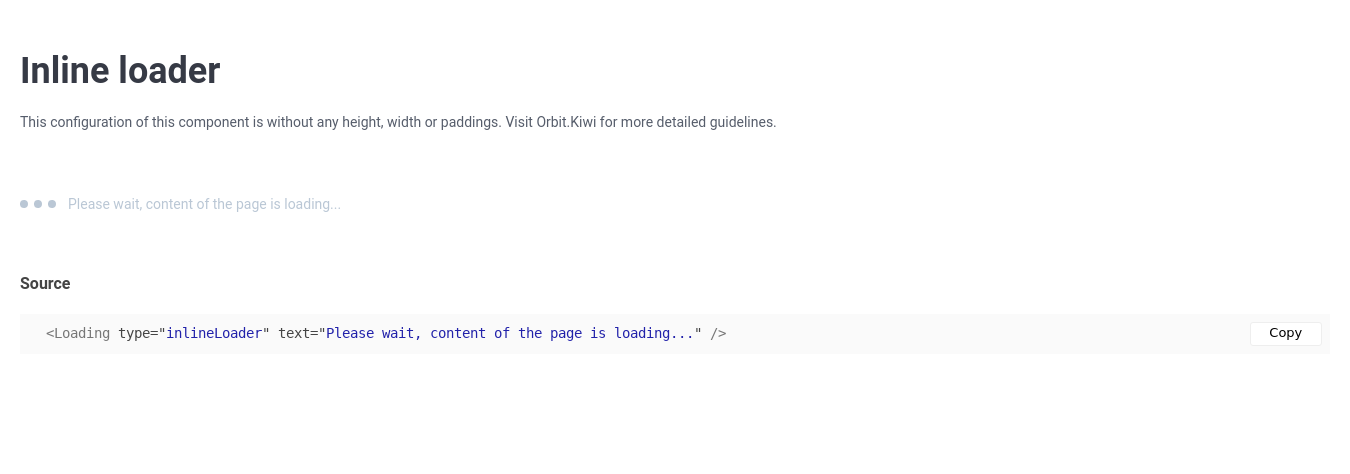 Inline loader
This configuration of this component is without any height, width or paddings. Visit Orbit.Kiwi for more detailed guidelines.
Please wait, content of the page is loading...
Source
<Loading type="inlineLoader" text="Please wait, content of the page is loading..." />
Copy